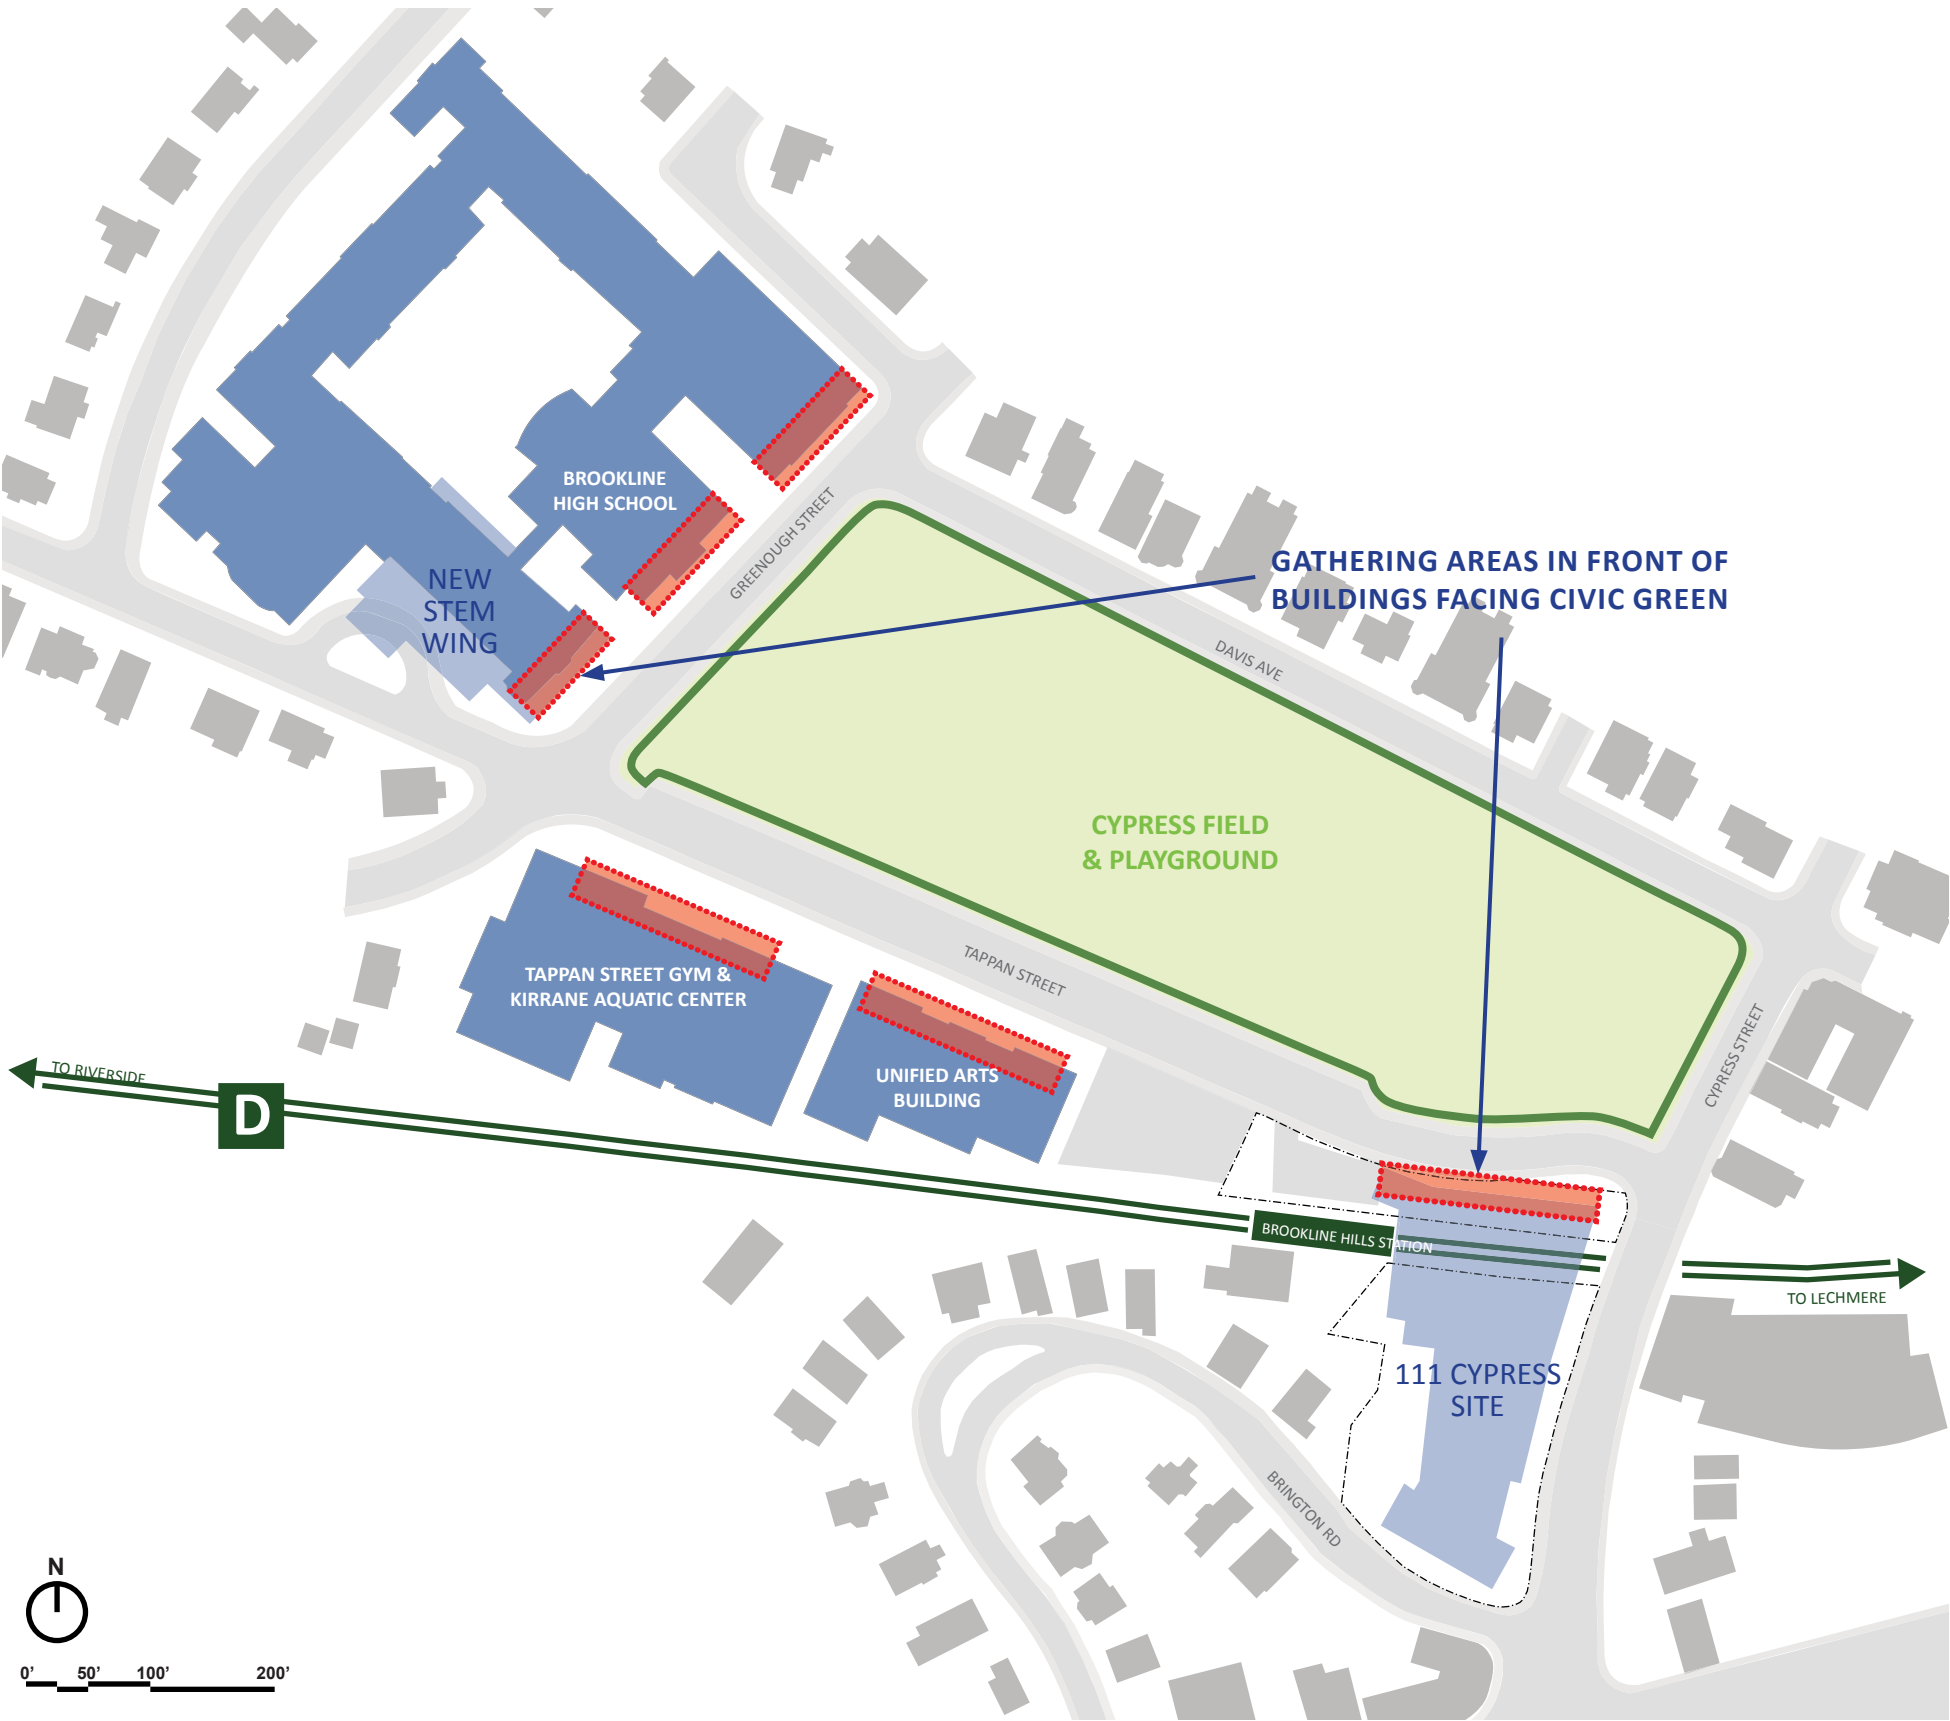 BROOKLINE
HIGH SCHOOL
GREENOUGH STREET
GATHERING AREAS IN FRONT OF
BUILDINGS FACING CIVIC GREEN
NEW
STEM
WING
DAVIS AVE
CYPRESS FIELD
& PLAYGROUND
TAPPAN STREET GYM &
KIRRANE AQUATIC CENTER
TAPPAN STREET
CYPRESS STREET
TO RIVERSIDE
D
UNIFIED ARTS
BUILDING
BROOKLINE HILLS STATION
TO LECHMERE
111 CYPRESS
SITE
BRINGTON RD
N
0' 50' 100' 200'